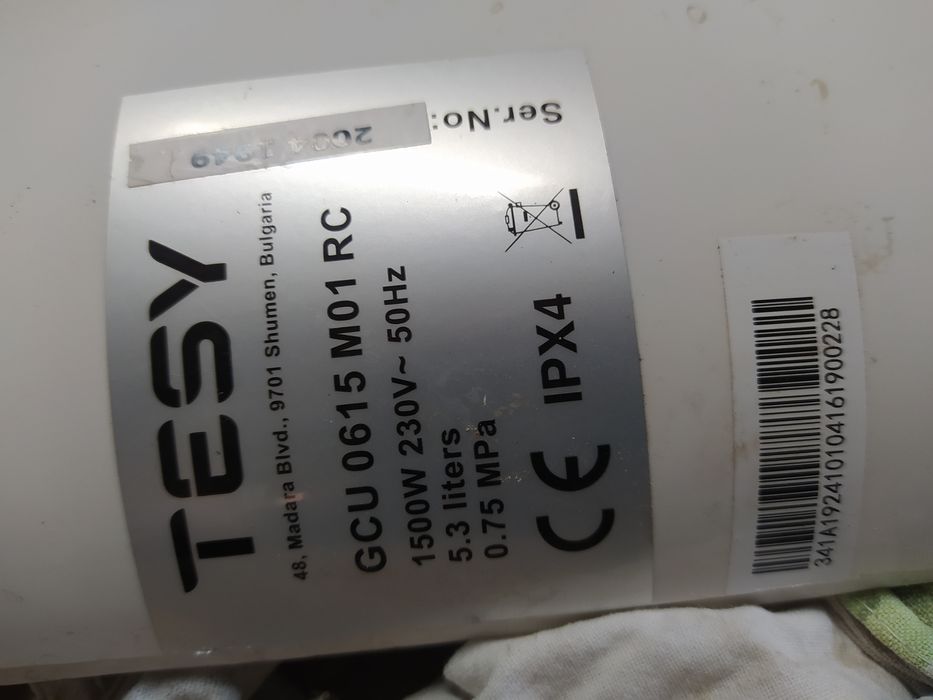 TESY
48, Madara Blvd., 9701 Shumen, Bulgaria
GCU 0615 M01 RC
1500W 230V~ 50Hz
5.3 liters
0.75 MPa
CE IPX4
Ser.No:
341A1924101041619002​28